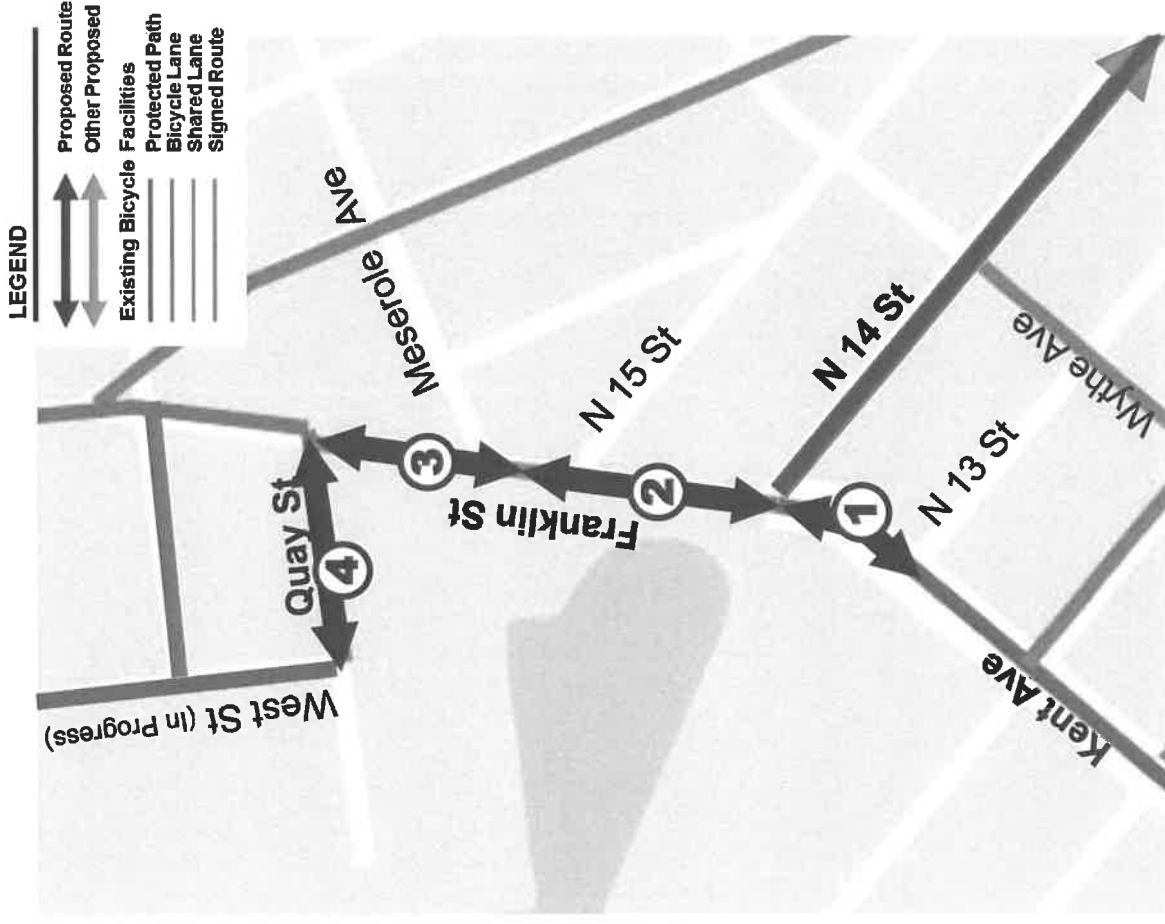 LEGEND
Proposed Route
Other Proposed
Existing Bicycle Facilities
Protected Path
Bicycle Lane
Shared Lane
Signed Route
Meserole Ave
N 15 St
N 14 St
Wythe Ave
N 13 St
Quay St
4
3
Franklin St
2
1
West St (In Progress)
Kent Ave